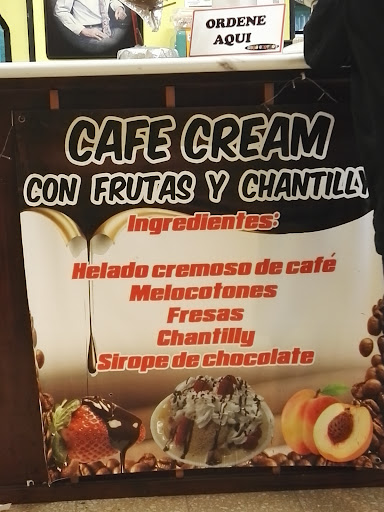 ORDENE
AQUI
CAFE CREAM
CON FRUTAS Y CHANTILLY
Ingredientes:
Helado cremoso de café
Melocotones
Fresas
Chantilly
Sirope de chocolate